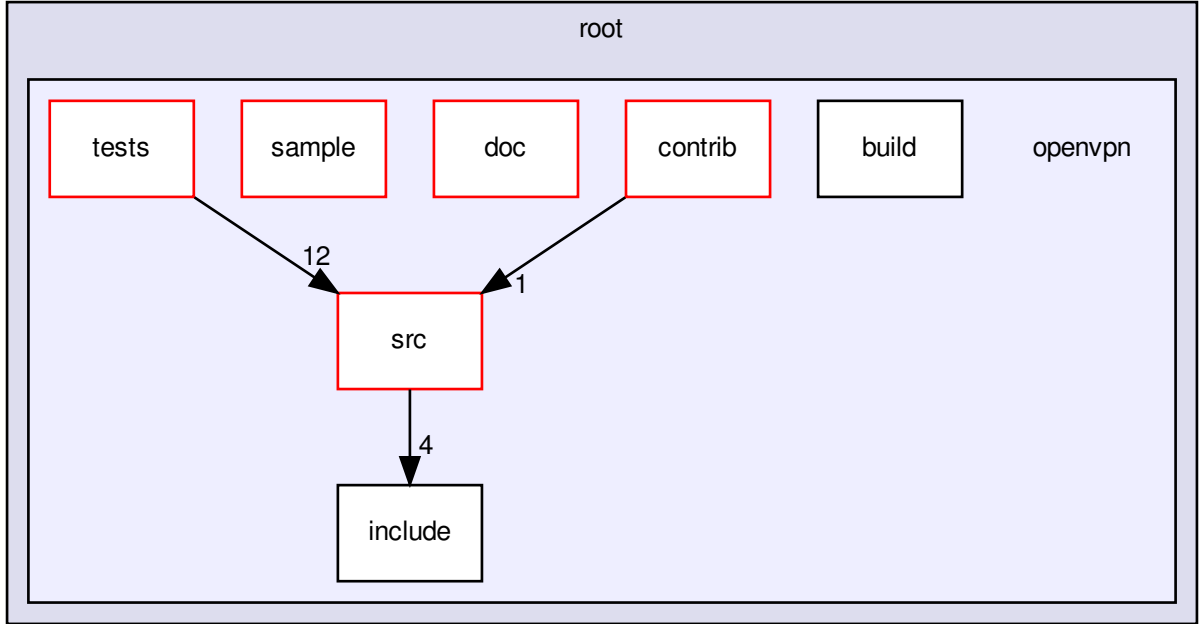 root
tests
sample
doc
contrib
build
openvpn
12
1
src
4
include